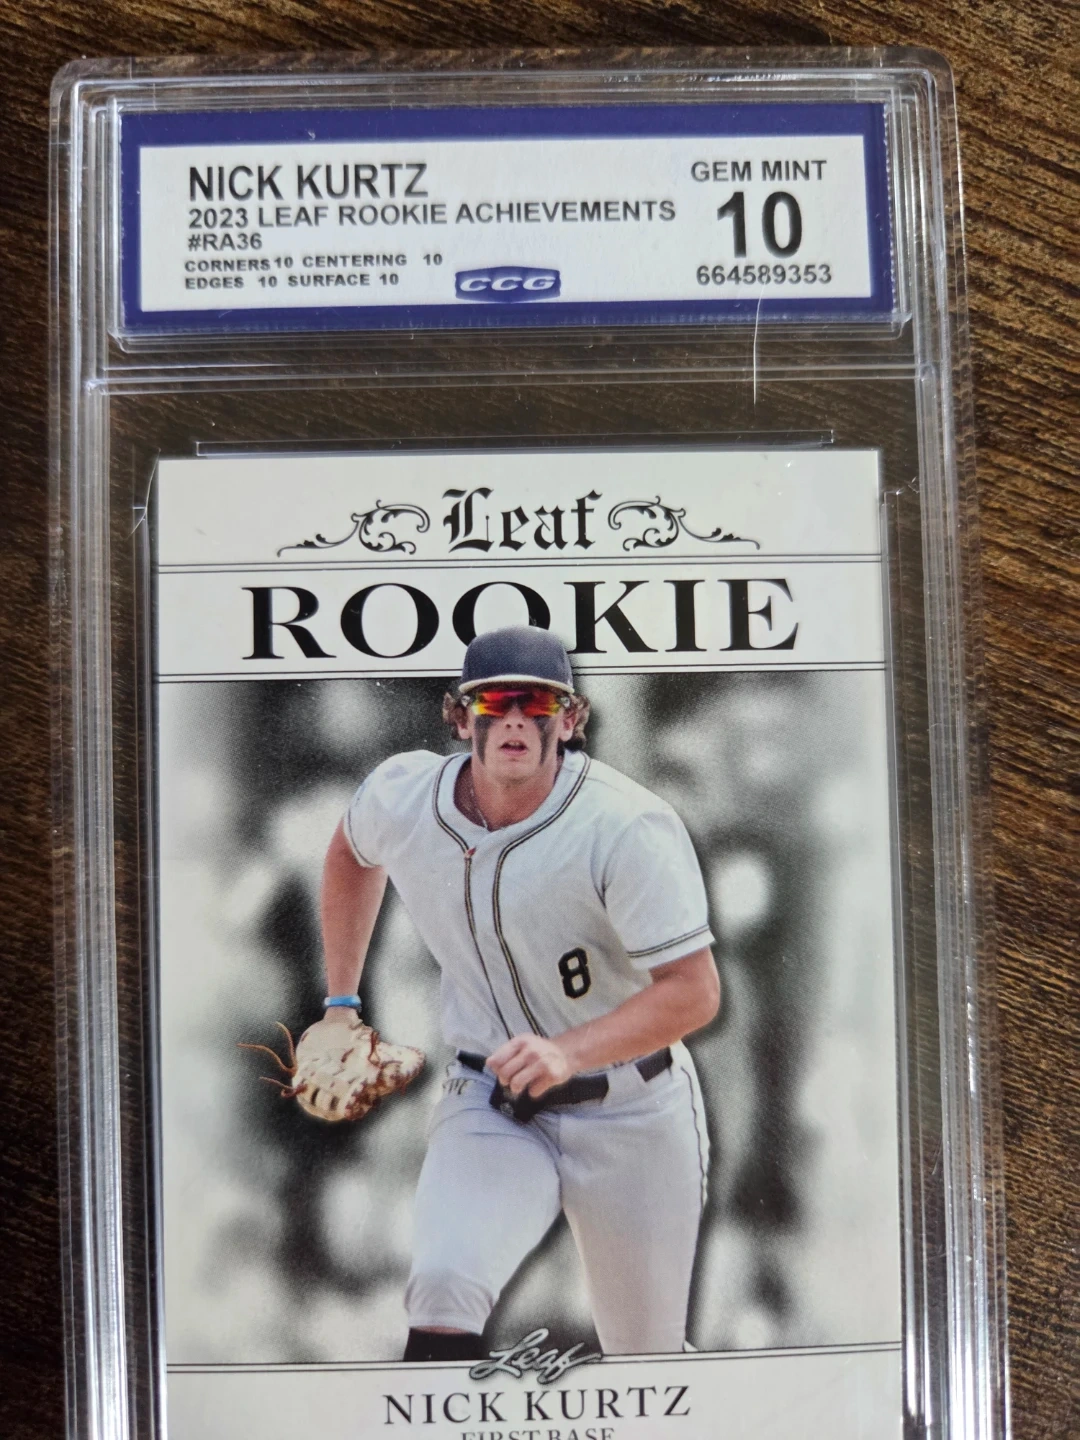 NICK KURTZ
2023 LEAF ROOKIE ACHIEVEMENTS
#RA36
CORNERS 10 CENTERING 10
EDGES 10 SURFACE 10
CCG
GEM MINT
10
664589353
Leaf
ROOKIE
8
Leaf
NICK KURTZ
FIRST BASE